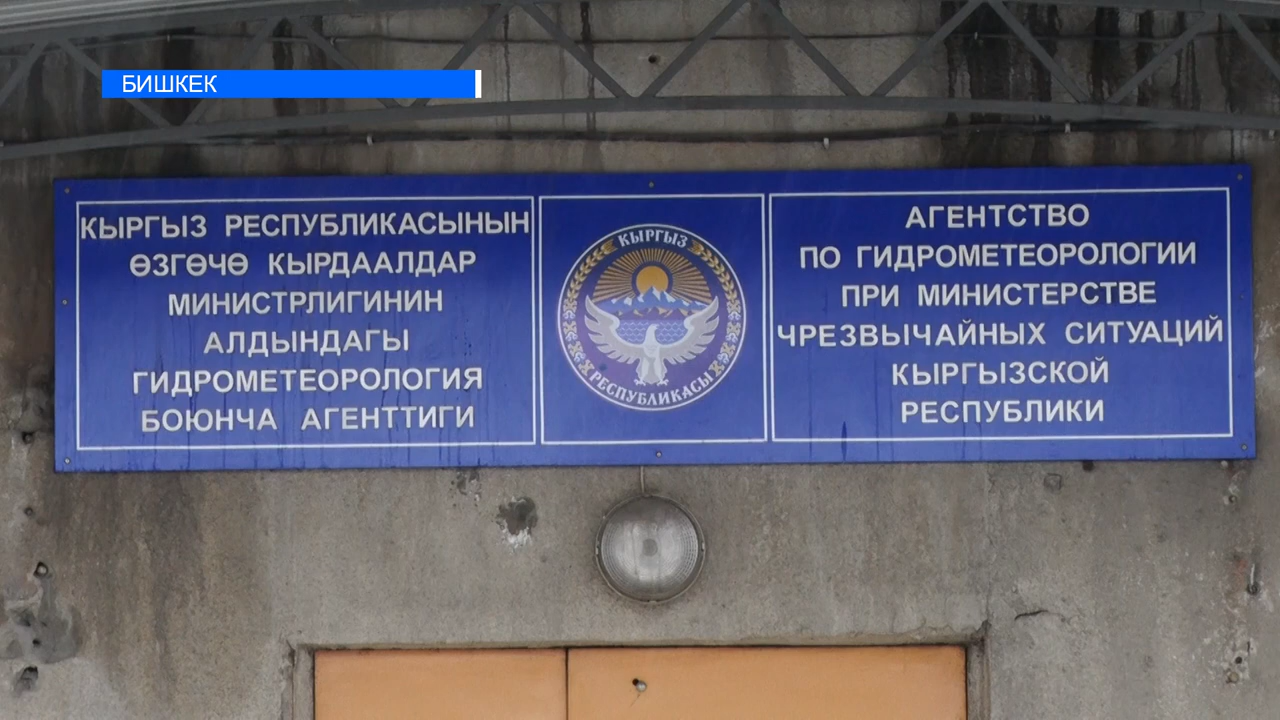 БИШКЕК
КЫРГЫЗ РЕСПУБЛИКАСЫНЫН
ӨЗГӨЧӨ КЫРДААЛДАР
МИНИСТРЛИГИНИН
АЛДЫНДАГЫ
ГИДРОМЕТЕОРОЛОГИЯ
БОЮНЧА АГЕНТТИГИ
КЫРГЫЗ
РЕСПУБЛИКАСЫ
АГЕНТСТВО
ПО ГИДРОМЕТЕОРОЛОГИИ
ПРИ МИНИСТЕРСТВЕ
ЧРЕЗВЫЧАЙНЫХ СИТУАЦИЙ
КЫРГЫЗСКОЙ
РЕСПУБЛИКИ